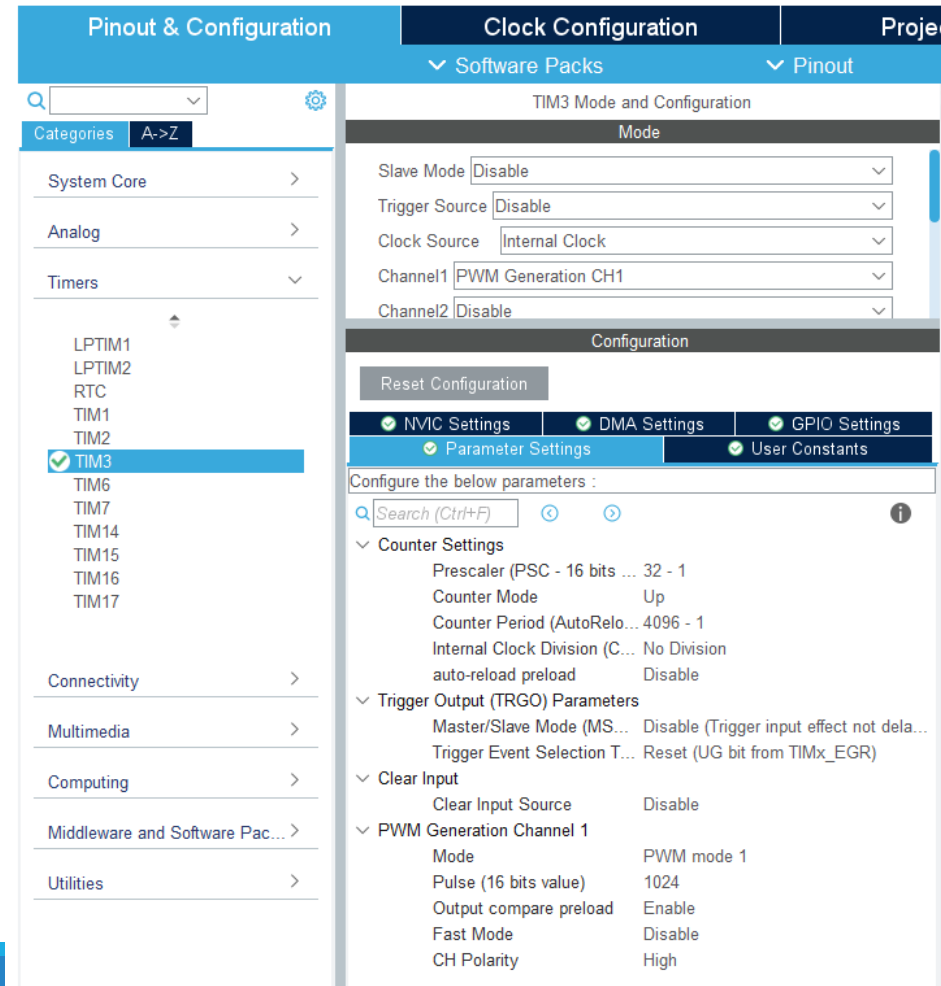 Pinout & Configuration
Clock Configuration
Proje
Software Packs
Pinout
Categories
A->Z
System Core
Analog
Timers
LPTIM1
LPTIM2
RTC
TIM1
TIM2
TIM3
TIM6
TIM7
TIM14
TIM15
TIM16
TIM17
Connectivity
Multimedia
Computing
Middleware and Software Pac...
Utilities
TIM3 Mode and Configuration
Mode
Slave Mode Disable
Trigger Source Disable
Clock Source Internal Clock
Channel1 PWM Generation CH1
Channel2 Disable
Configuration
Reset Configuration
NVIC Settings
DMA Settings
GPIO Settings
Parameter Settings
User Constants
Configure the below parameters :
Search (Ctrl+F)
Counter Settings
Prescaler (PSC - 16 bits ... 32 - 1
Counter Mode Up
Counter Period (AutoRelo... 4096 - 1
Internal Clock Division (C... No Division
auto-reload preload Disable
Trigger Output (TRGO) Parameters
Master/Slave Mode (MS... Disable (Trigger input effect not dela...
Trigger Event Selection T... Reset (UG bit from TIMx_EGR)
Clear Input
Clear Input Source Disable
PWM Generation Channel 1
Mode PWM mode 1
Pulse (16 bits value) 1024
Output compare preload Enable
Fast Mode Disable
CH Polarity High